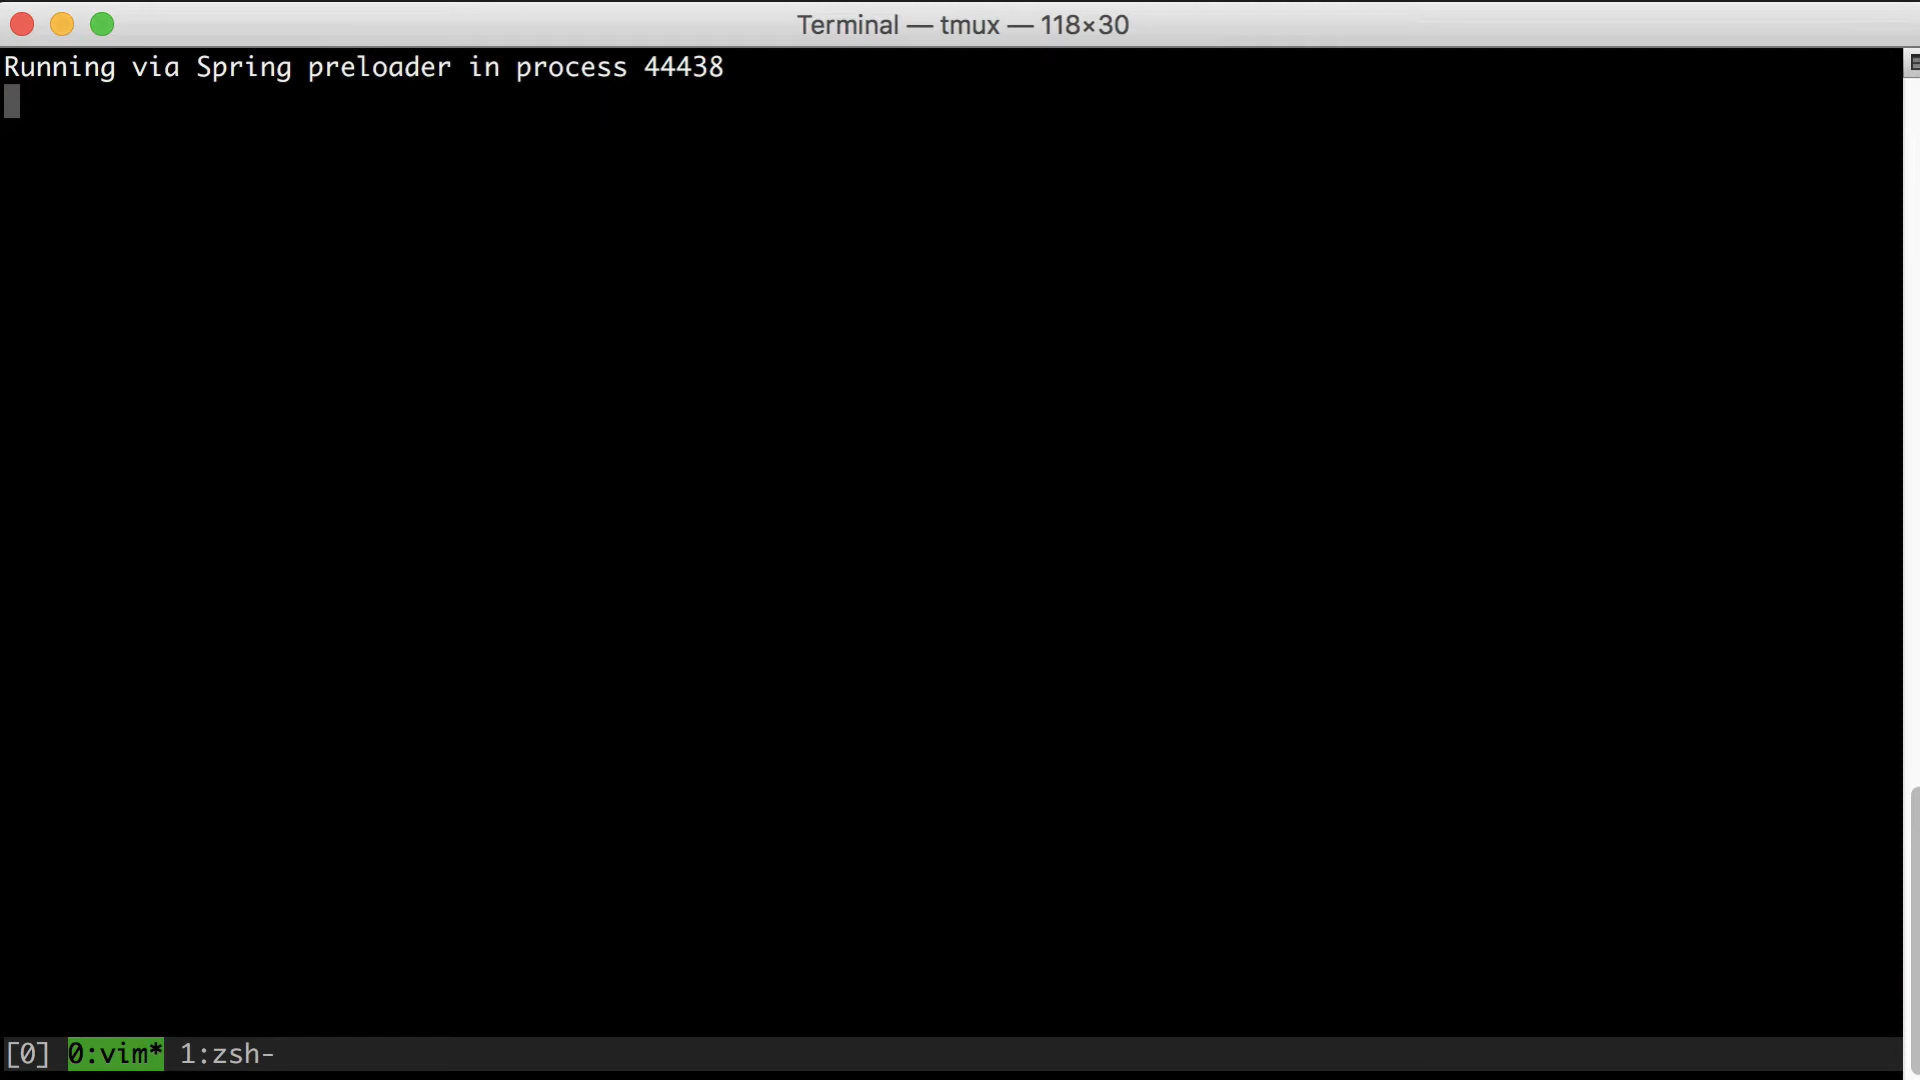 Terminal — tmux — 118×30
Running via Spring preloader in process 44438
[0] 0:vim* 1:zsh-